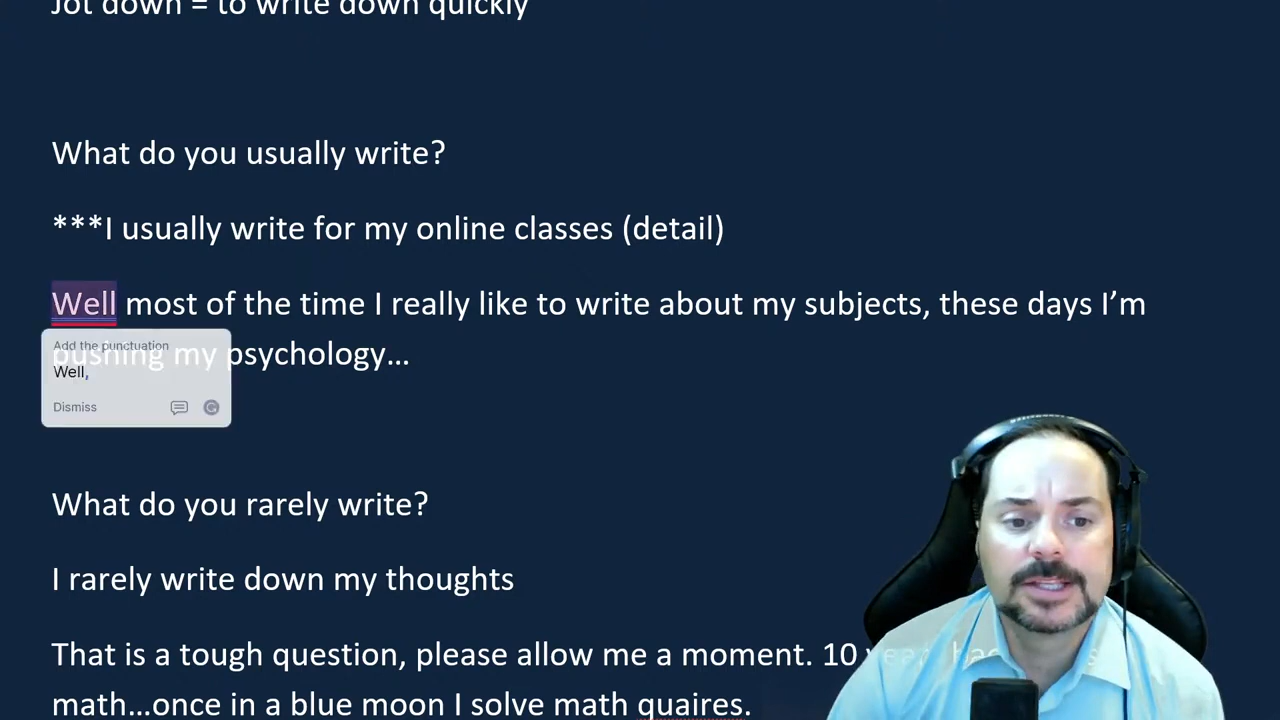 Jot down = to write down quickly
What do you usually write?
***I usually write for my online classes (detail)
Well most of the time I really like to write about my subjects, these days I’m
pushing my psychology…
Add the punctuation
Well,
Dismiss
What do you rarely write?
I rarely write down my thoughts
That is a tough question, please allow me a moment. 10
math…once in a blue moon I solve math quaires.